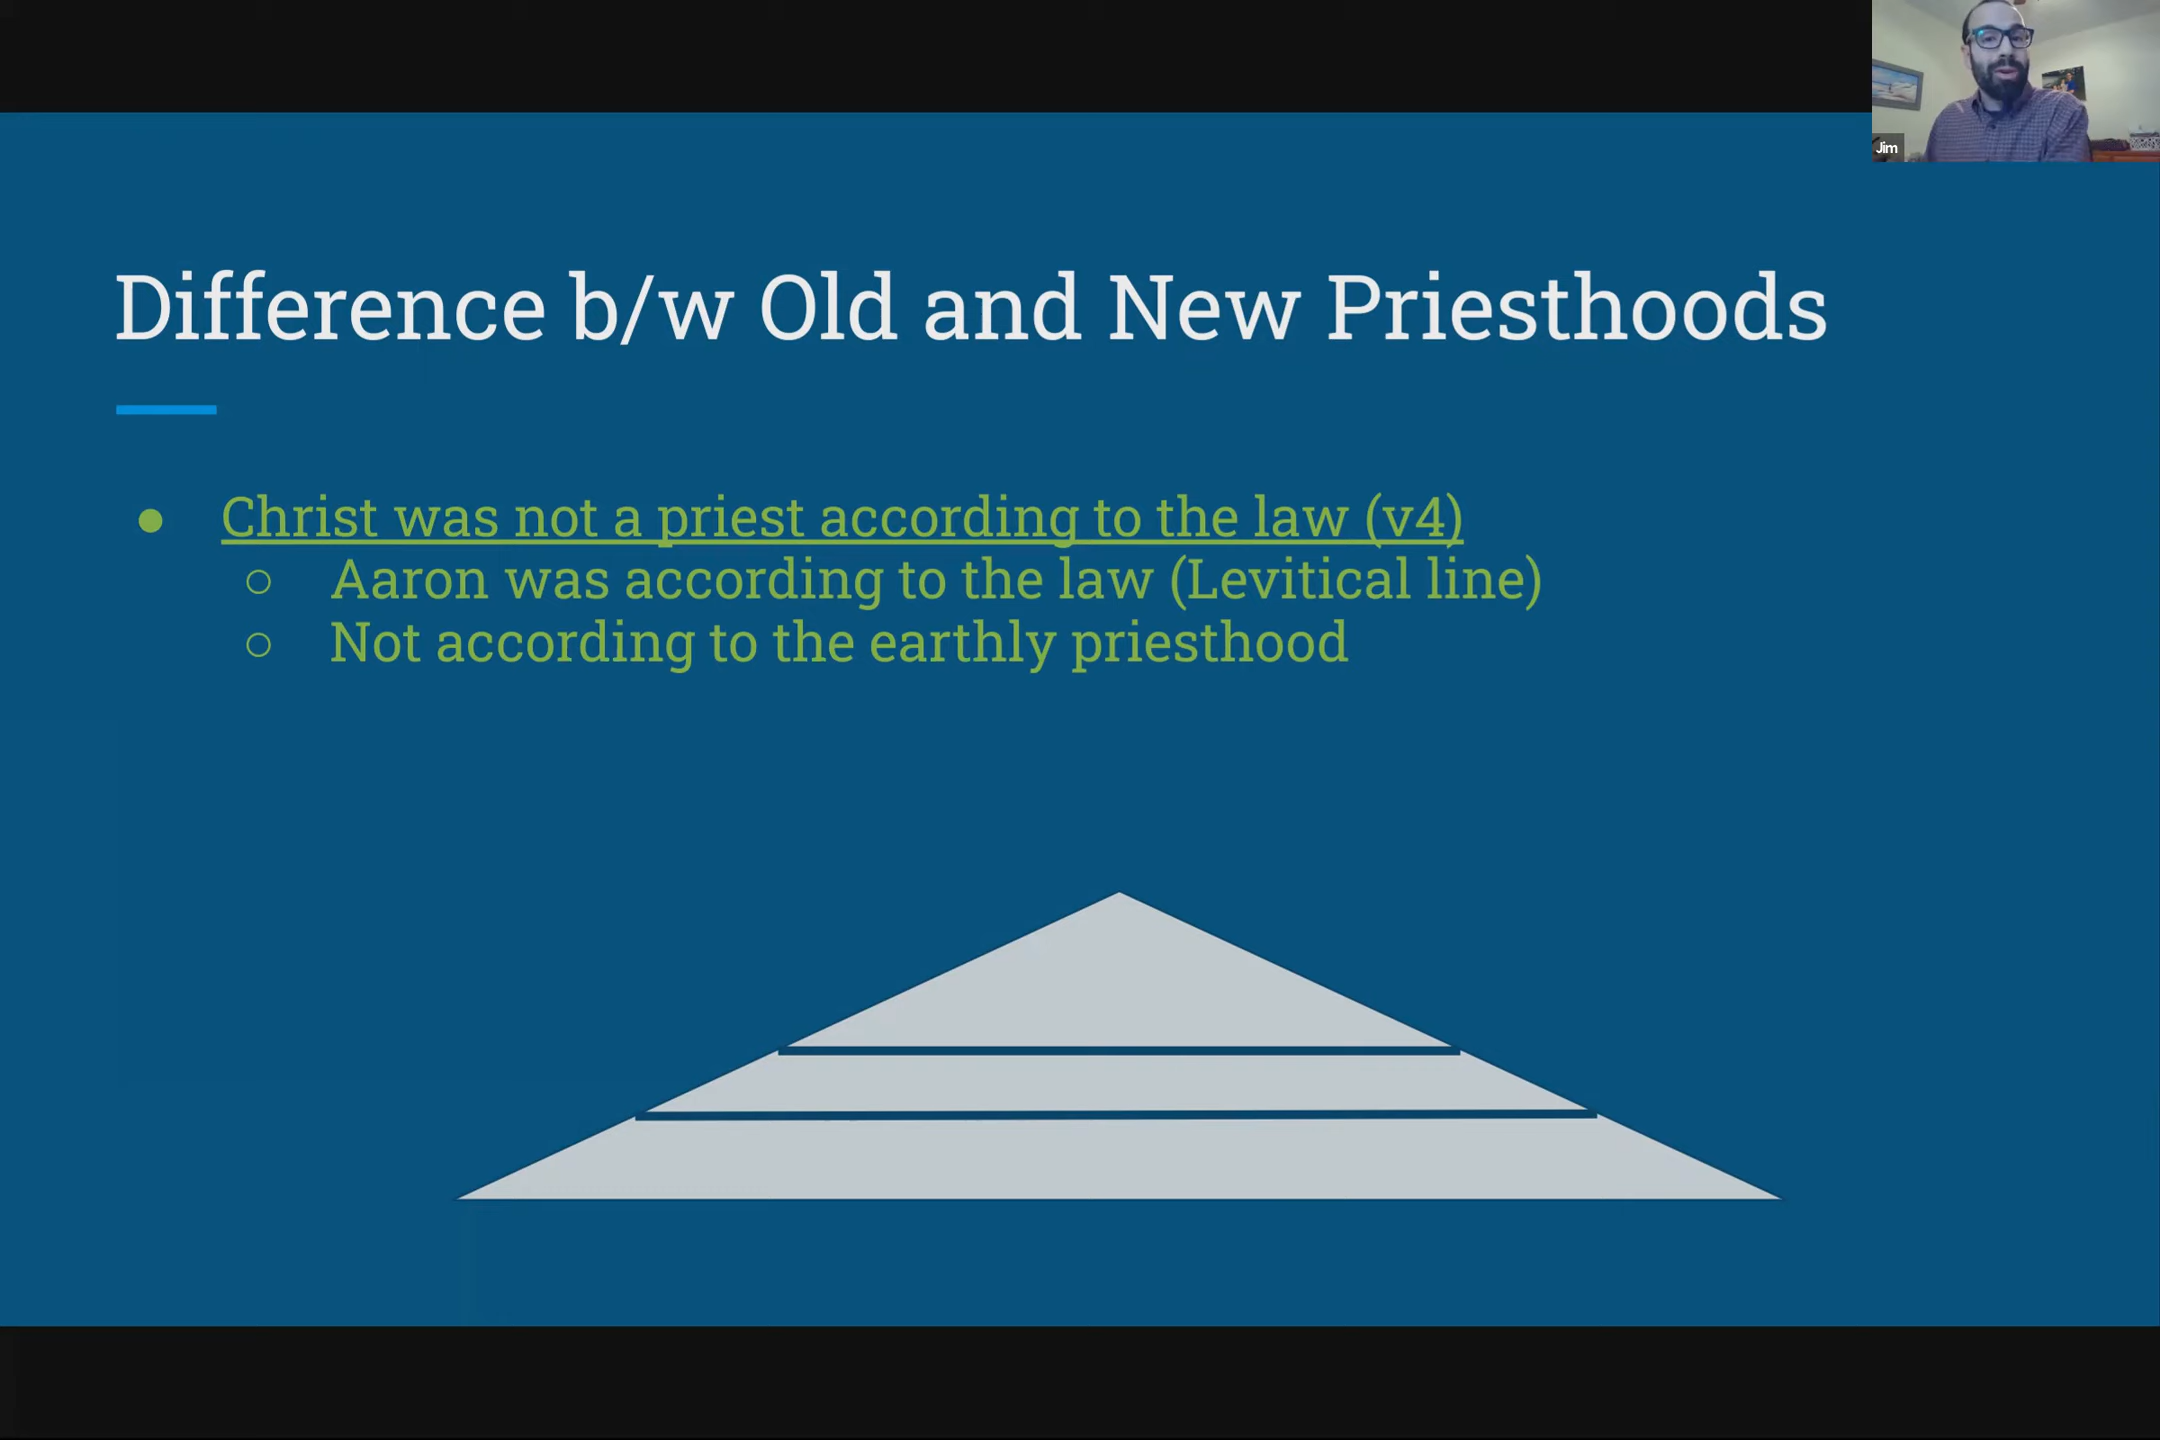 Jim
Difference b/w Old and New Priesthoods
● Christ was not a priest according to the law (v4)
○ Aaron was according to the law (Levitical line)
○ Not according to the earthly priesthood